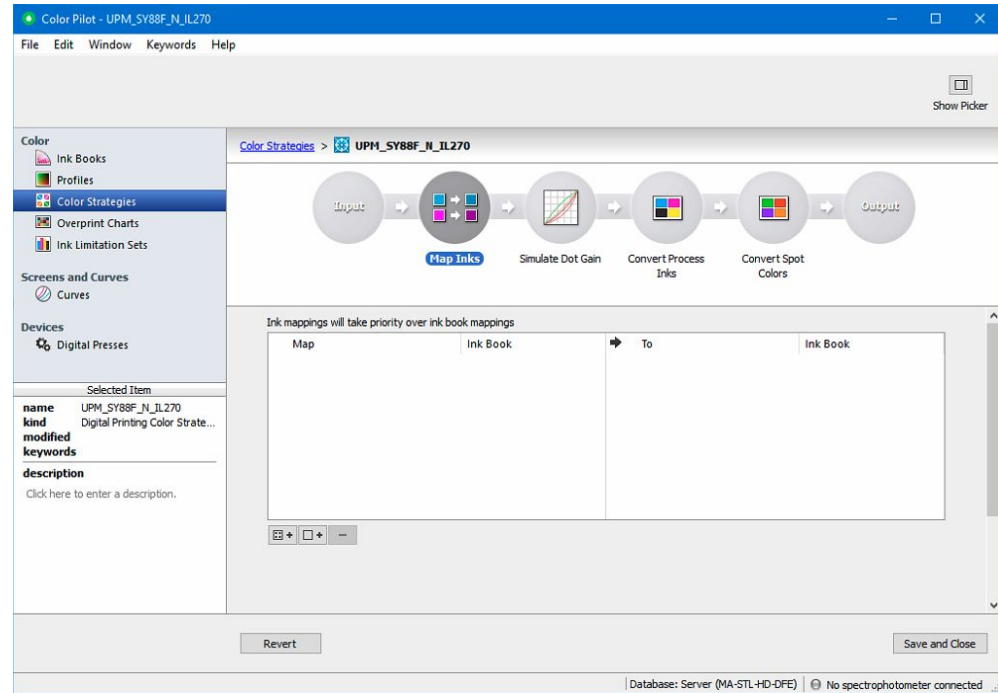 Color Pilot - UPM_SY88F_N_IL270
File Edit Window Keywords Help
Show Picker
Color
Ink Books
Profiles
Color Strategies
Overprint Charts
Ink Limitation Sets
Screens and Curves
Curves
Devices
Digital Presses
Selected Item
name UPM_SY88F_N_IL270
kind Digital Printing Color Strate...
modified
keywords
description
Click here to enter a description.
Color Strategies > UPM_SY88F_N_IL270
Input
Output
Map Inks
Simulate Dot Gain
Convert Process
Inks
Convert Spot
Colors
Ink mappings will take priority over ink book mappings
Map Ink Book To Ink Book
Revert
Save and Close
Database: Server (MA-STL-HD-DFE) No spectrophotometer connected